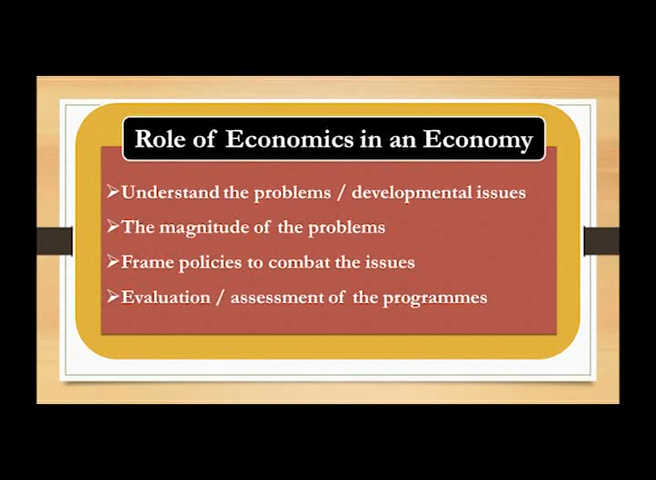 Role of Economics in an Economy
➢Understand the problems / developmental issues
➢The magnitude of the problems
➢Frame policies to combat the issues
➢Evaluation / assessment of the programmes